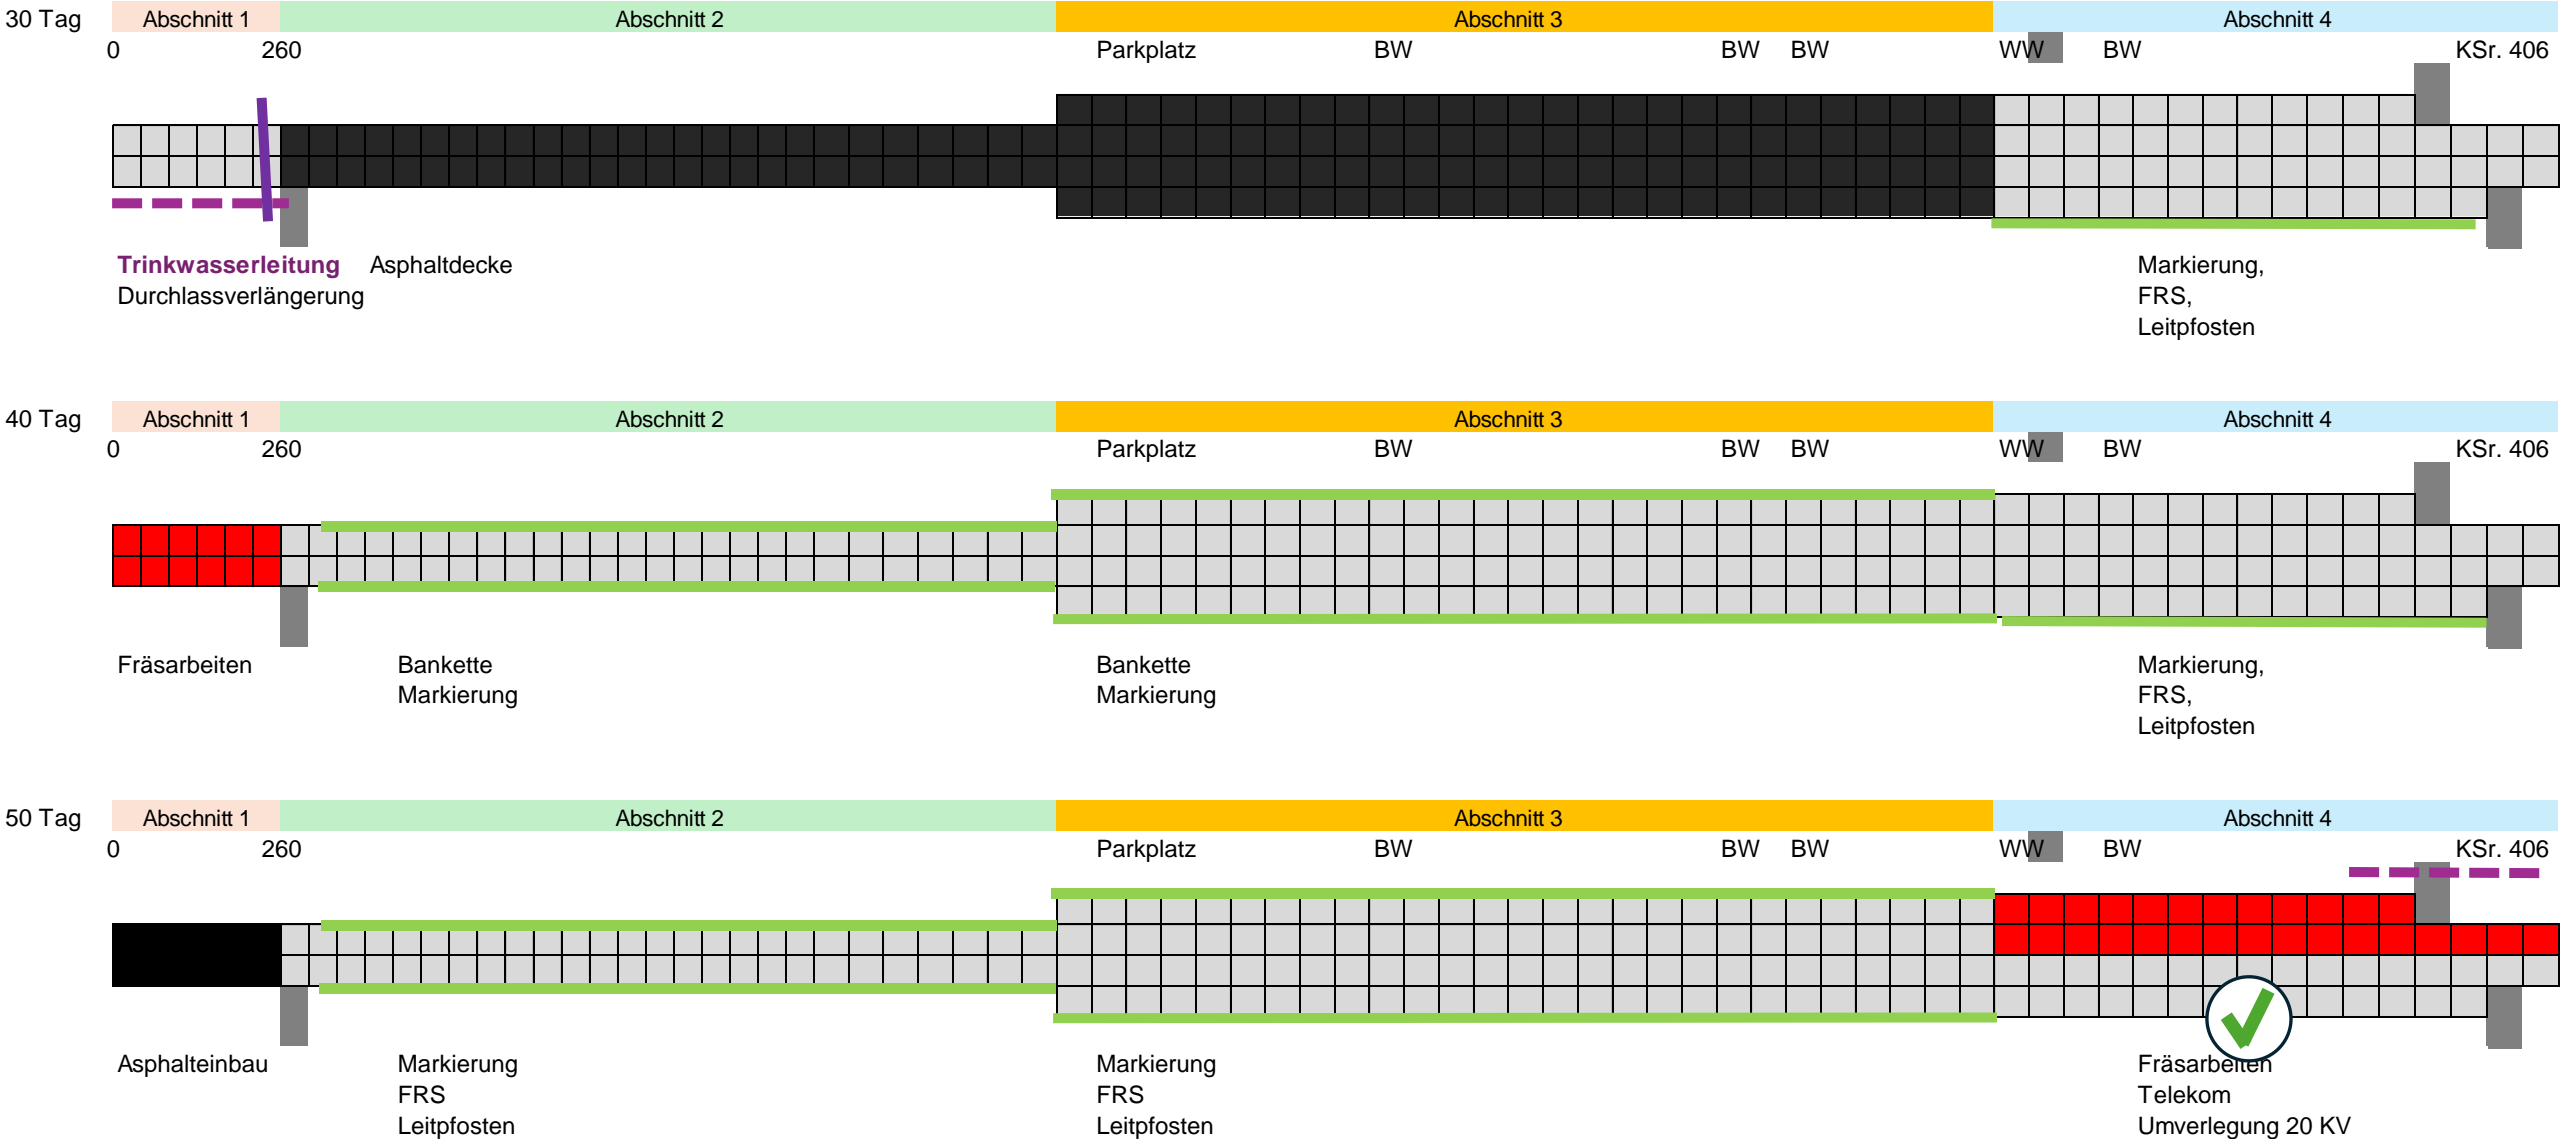 30 Tag Abschnitt 1 Abschnitt 2 Abschnitt 3 Abschnitt 4
0 260 Parkplatz BW BW BW WW BW KSr. 406
Trinkwasserleitung Asphaltdecke Markierung,
Durchlassverlängerung FRS,
Leitpfosten
40 Tag Abschnitt 1 Abschnitt 2 Abschnitt 3 Abschnitt 4
0 260 Parkplatz BW BW BW WW BW KSr. 406
Fräsarbeiten Bankette Bankette Markierung,
Markierung Markierung FRS,
Leitpfosten
50 Tag Abschnitt 1 Abschnitt 2 Abschnitt 3 Abschnitt 4
0 260 Parkplatz BW BW BW WW BW KSr. 406
Asphalteinbau Markierung Markierung Fräsarbeiten
FRS FRS Telekom
Leitpfosten Leitpfosten Umverlegung 20 KV